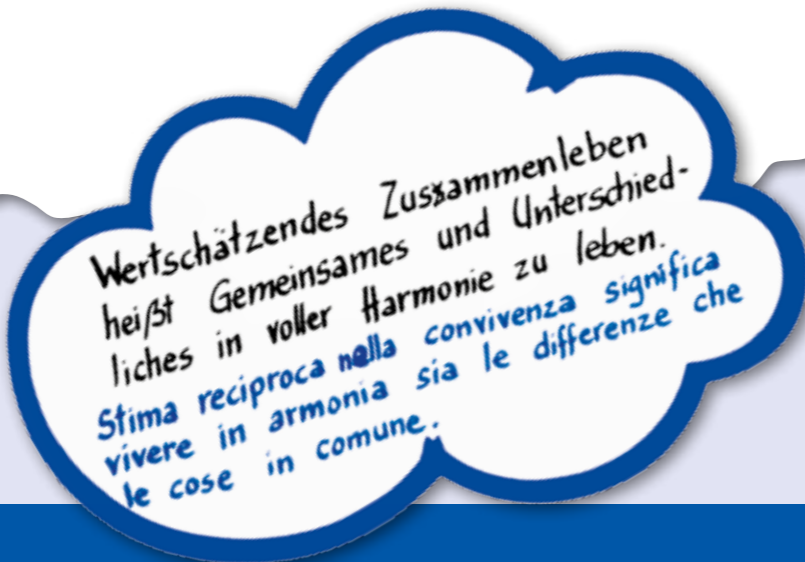 Wertschätzendes Zussammenleben
heißt Gemeinsames und Unterschied-
liches in voller Harmonie zu leben.
Stima reciproca nella convivenza significa
vivere in armonia sia le differenze che
le cose in comune.